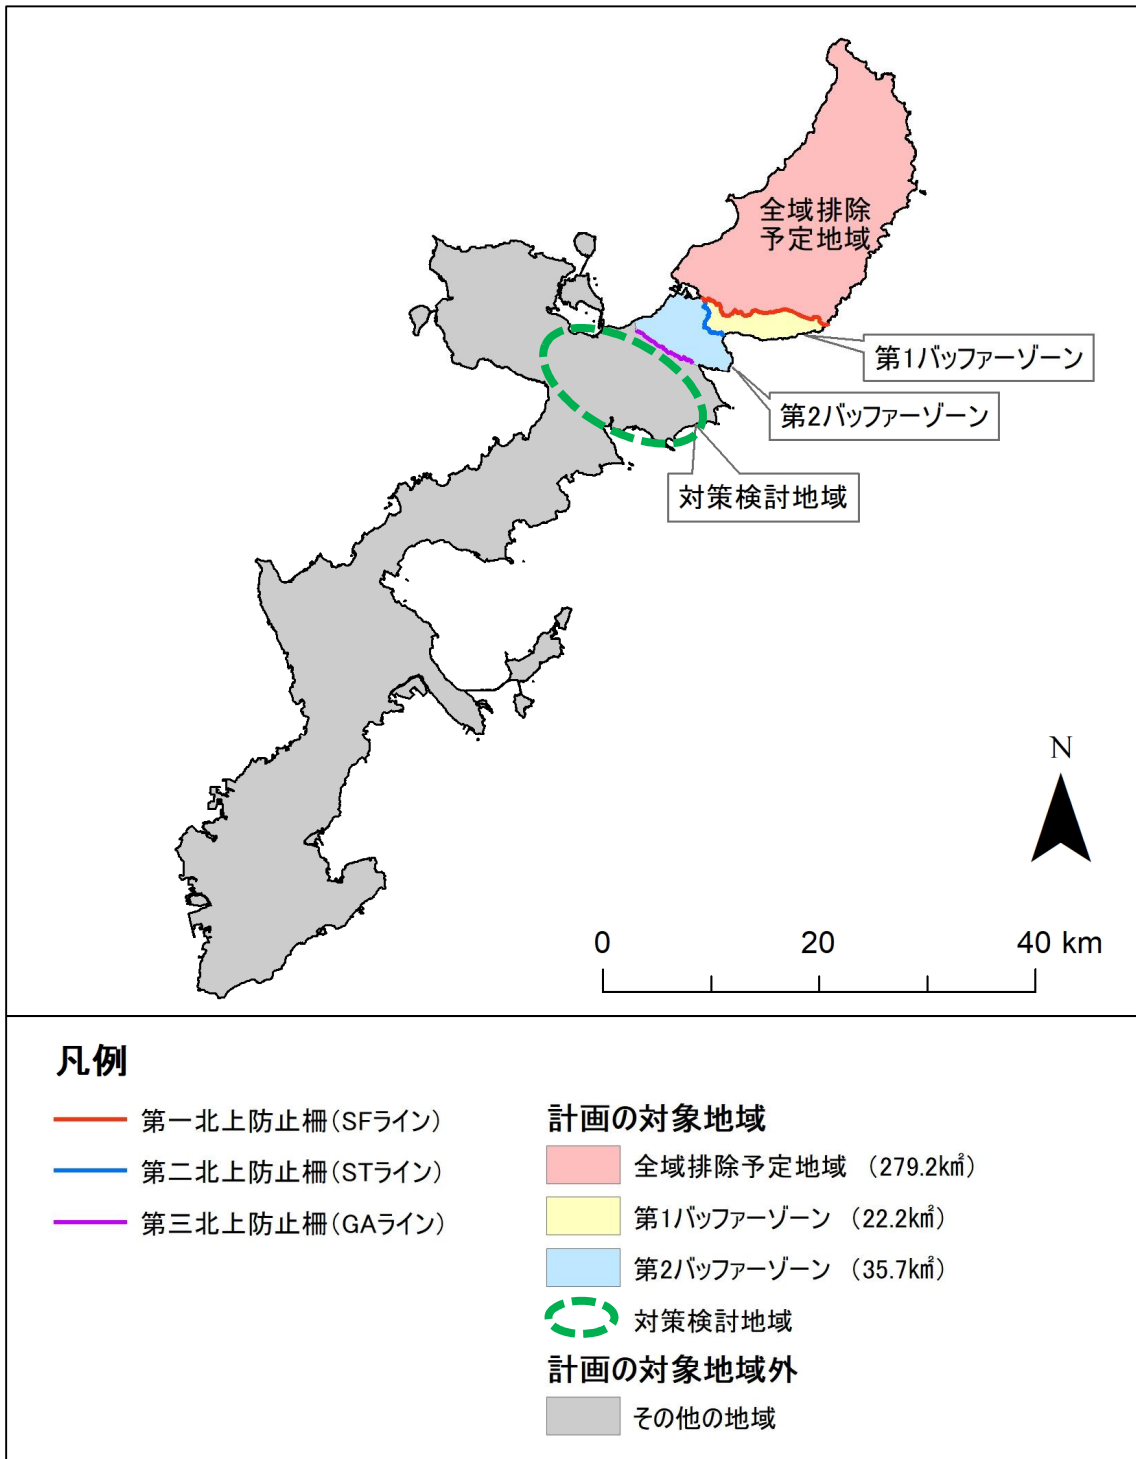 全域排除
予定地域
第1バッファーゾーン
第2バッファーゾーン
対策検討地域
N
0 20 40 km
凡例
第一北上防止柵(SFライン)
第二北上防止柵(STライン)
第三北上防止柵(GAライン)
計画の対象地域
全域排除予定地域 (279.2k㎡)
第1バッファーゾーン (22.2k㎡)
第2バッファーゾーン (35.7k㎡)
対策検討地域
計画の対象地域外
その他の地域